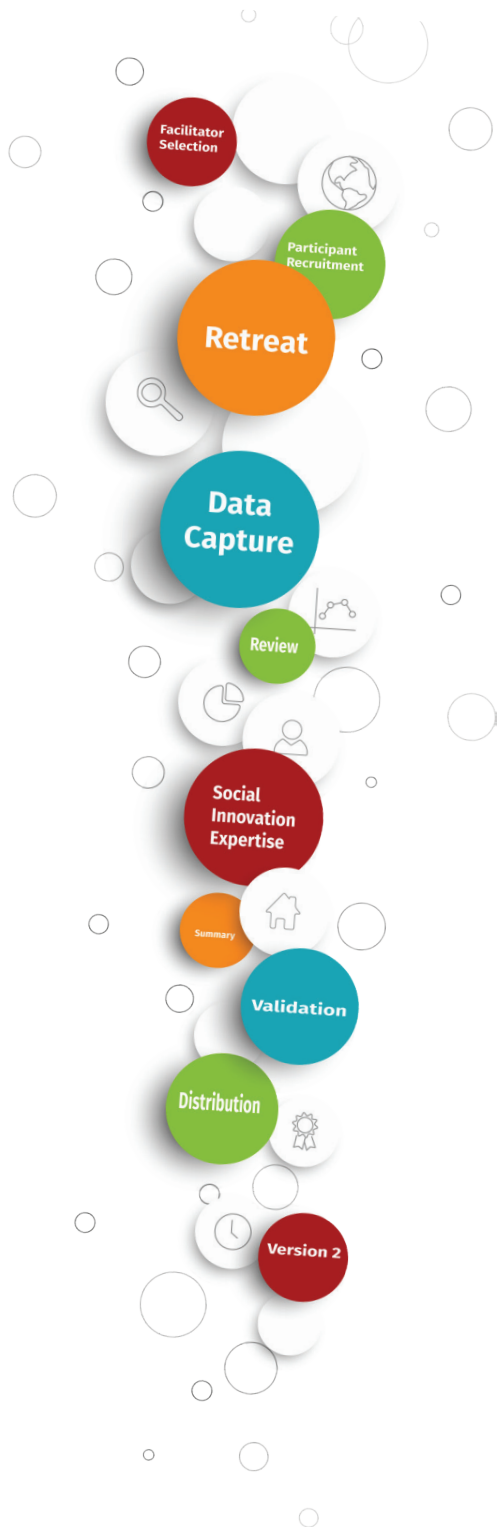 Facilitator
Selection
Participant
Recruitment
Retreat
Data
Capture
Review
Social
Innovation
Expertise
Summary
Validation
Distribution
Version 2